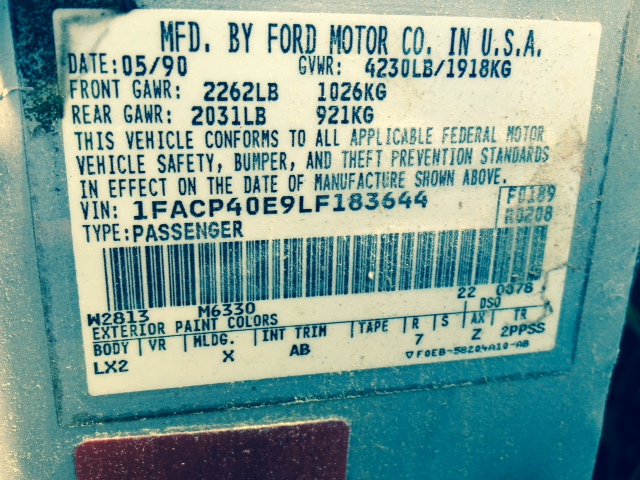 MFD. BY FORD MOTOR CO. IN U.S.A.
DATE: 05/90 GVWR: 4230LB/1918KG
FRONT GAWR: 2262LB 1026KG
REAR GAWR: 2031LB 921KG
THIS VEHICLE CONFORMS TO ALL APPLICABLE FEDERAL MOTOR
VEHICLE SAFETY, BUMPER, AND THEFT PREVENTION STANDARDS
IN EFFECT ON THE DATE OF MANUFACTURE SHOWN ABOVE.
VIN: 1FACP40E9LF183644 F0189
TYPE: PASSENGER R0208
W2813 M6330 22 0378
EXTERIOR PAINT COLORS DSO
BODY VR MLDG. INT TRIM TAPE R S AX TR
LX2 X AB 7 Z 2PPSS
F0EB-58204A10-AB